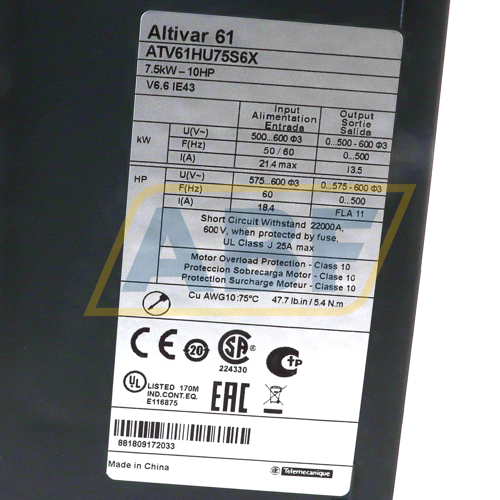 Altivar 61
ATV61HU75S6X
7.5kW – 10HP
V6.6 IE43
Input Output
Alimentation Sortie
Entrada Salida
kW U(V~) 500...600 Φ3 0...500 - 600 Φ3
F(Hz) 50 / 60 0...500
I(A) 21.4 max 13.5
HP U(V~) 575...600 Φ3 0...575 - 600 Φ3
F(Hz) 60 0...500
I(A) 18.4 FLA 11
Short Circuit Withstand 22000A,
600V, when protected by fuse,
UL Class J 25A max
Motor Overload Protection - Class 10
Proteccion Sobrecarga Motor - Clase 10
Protection Surcharge Moteur - Classe 10
Cu AWG10:75°C 47.7 lb.in / 5.4 N.m
CE 20 SA
224330
UL LISTED 170M
IND.CONT.EQ.
E116875
EAC
881809172033
Made in China
Telemecanique